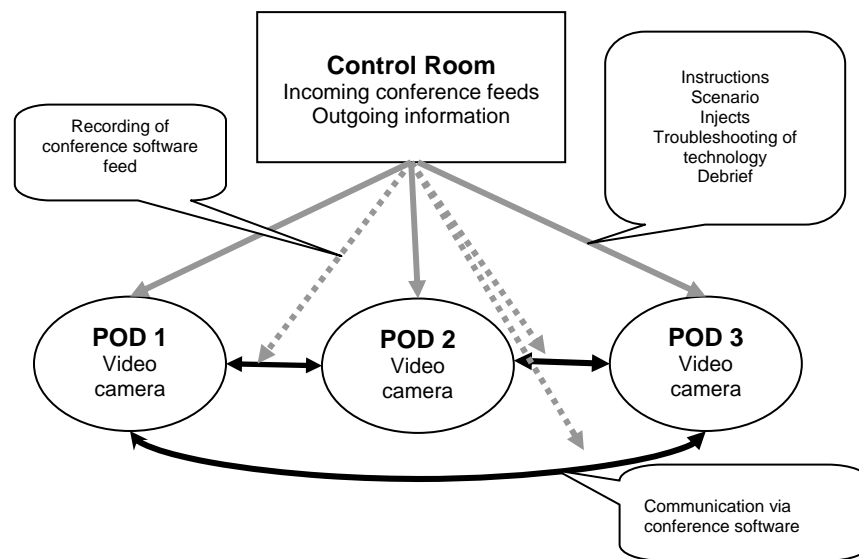 Control Room
Incoming conference feeds
Outgoing information
Recording of
conference software
feed
Instructions
Scenario
Injects
Troubleshooting of
technology
Debrief
POD 1
Video
camera
POD 2
Video
camera
POD 3
Video
camera
Communication via
conference software